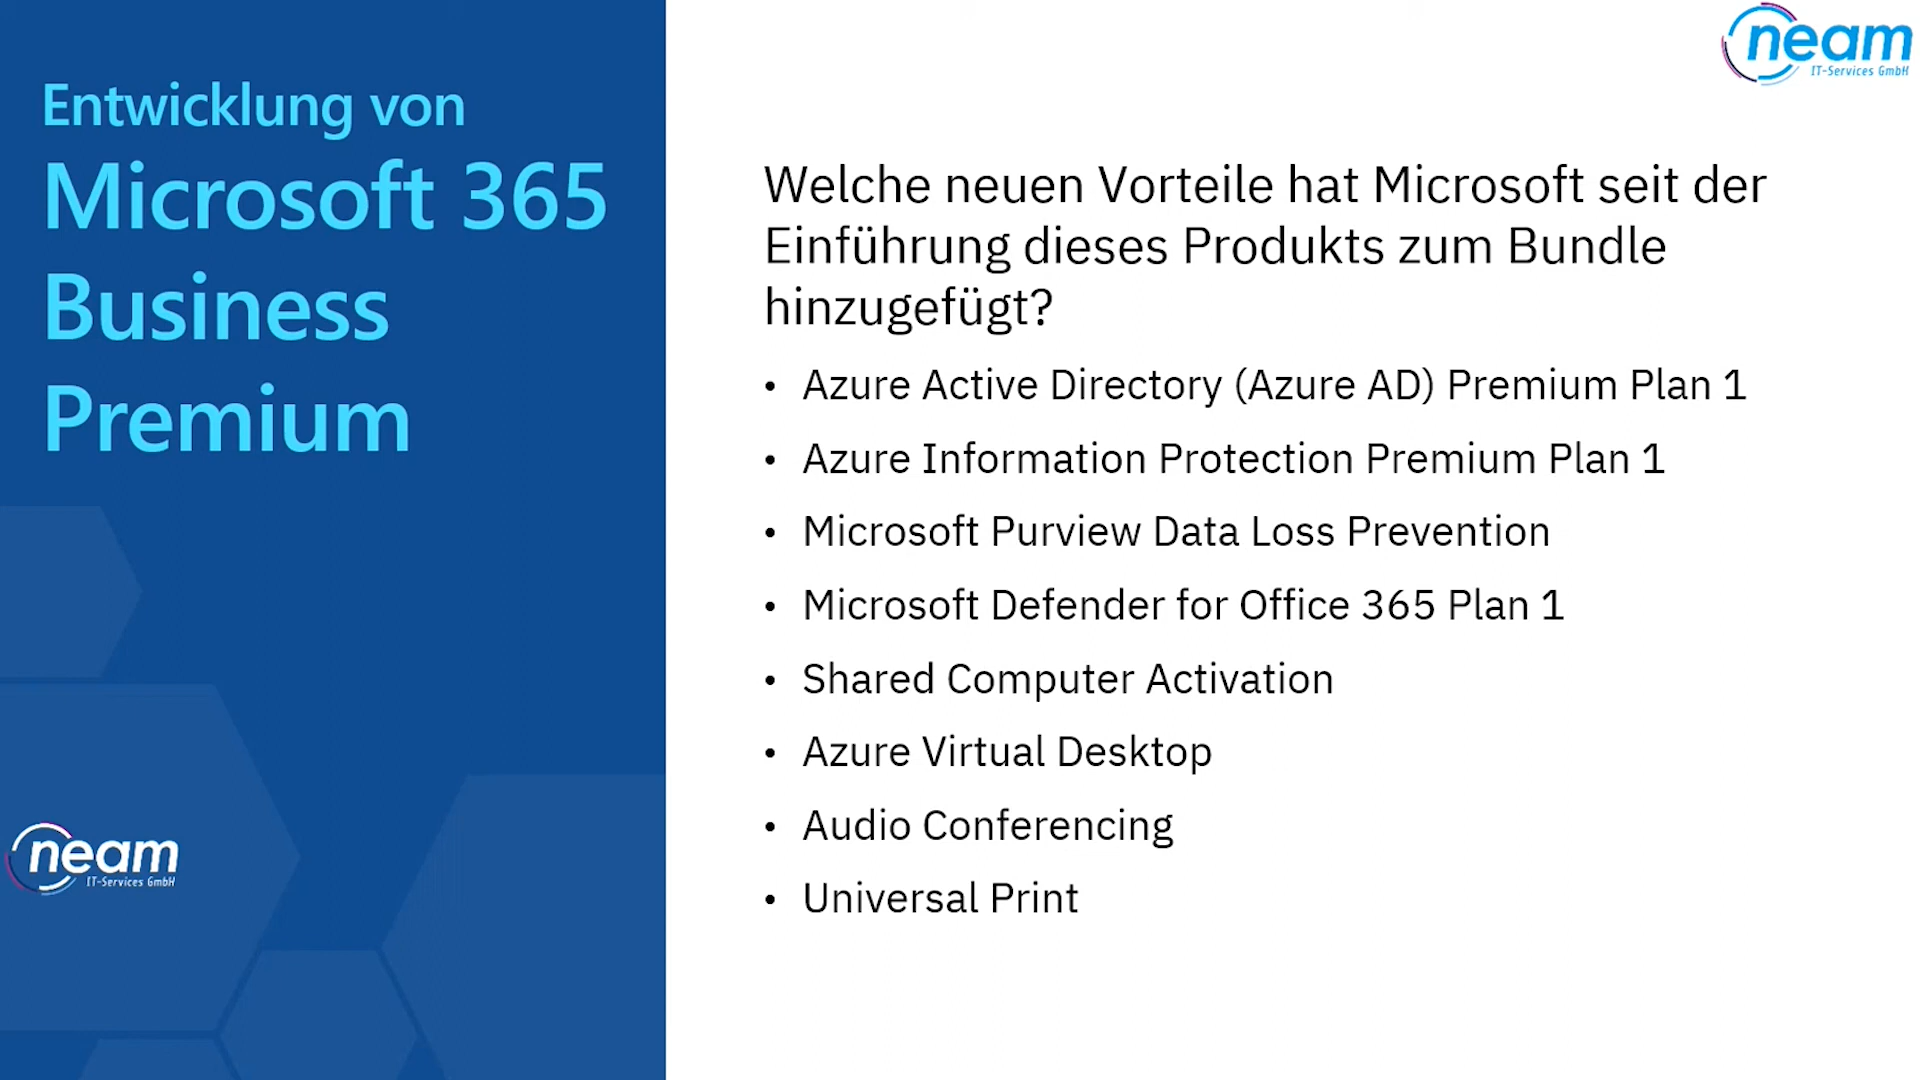 Entwicklung von
Microsoft 365
Business
Premium
neam
IT-Services GmbH
neam
IT-Services GmbH
Welche neuen Vorteile hat Microsoft seit der
Einführung dieses Produkts zum Bundle
hinzugefügt?
• Azure Active Directory (Azure AD) Premium Plan 1
• Azure Information Protection Premium Plan 1
• Microsoft Purview Data Loss Prevention
• Microsoft Defender for Office 365 Plan 1
• Shared Computer Activation
• Azure Virtual Desktop
• Audio Conferencing
• Universal Print